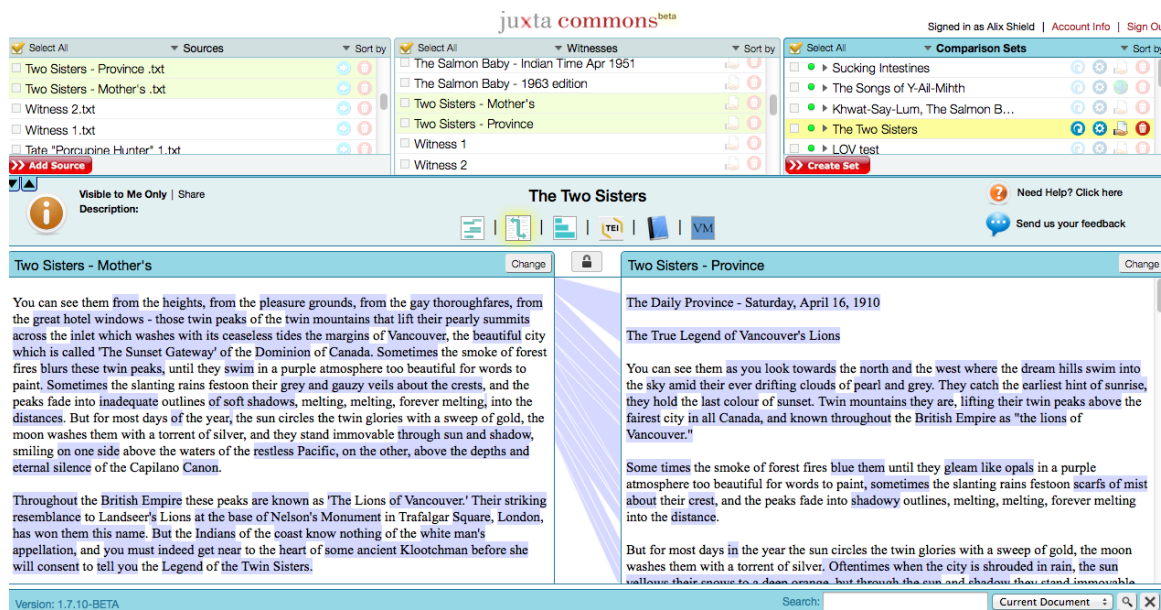 juxta commons beta
Signed in as Alix Shield | Account Info | Sign Ou
Select All Sources Sort by
Two Sisters - Province .txt
Two Sisters - Mother's .txt
Witness 2.txt
Witness 1.txt
Tate "Porcupine Hunter" 1.txt
>> Add Source
Select All Witnesses Sort by
The Salmon Baby - Indian Time Apr 1951
The Salmon Baby - 1963 edition
Two Sisters - Mother's
Two Sisters - Province
Witness 1
Witness 2
Select All Comparison Sets Sort by
Sucking Intestines
The Songs of Y-Ail-Mihth
Khwat-Say-Lum, The Salmon B...
The Two Sisters
LOV test
>> Create Set
Visible to Me Only | Share
Description:
The Two Sisters
| | | TEI | | VM
Need Help? Click here
Send us your feedback
Two Sisters - Mother's Change
You can see them from the heights, from the pleasure grounds, from the gay thoroughfares, from
the great hotel windows - those twin peaks of the twin mountains that lift their pearly summits
across the inlet which washes with its ceaseless tides the margins of Vancouver, the beautiful city
which is called 'The Sunset Gateway' of the Dominion of Canada. Sometimes the smoke of forest
fires blurs these twin peaks, until they swim in a purple atmosphere too beautiful for words to
paint. Sometimes the slanting rains festoon their grey and gauzy veils about the crests, and the
peaks fade into inadequate outlines of soft shadows, melting, melting, forever melting, into the
distances. But for most days of the year, the sun circles the twin glories with a sweep of gold, the
moon washes them with a torrent of silver, and they stand immovable through sun and shadow,
smiling on one side above the waters of the restless Pacific, on the other, above the depths and
eternal silence of the Capilano Canon.
Throughout the British Empire these peaks are known as 'The Lions of Vancouver.' Their striking
resemblance to Landseer's Lions at the base of Nelson's Monument in Trafalgar Square, London,
has won them this name. But the Indians of the coast know nothing of the white man's
appellation, and you must indeed get near to the heart of some ancient Klootchman before she
will consent to tell you the Legend of the Twin Sisters.
Two Sisters - Province Change
The Daily Province - Saturday, April 16, 1910
The True Legend of Vancouver's Lions
You can see them as you look towards the north and the west where the dream hills swim into
the sky amid their ever drifting clouds of pearl and grey. They catch the earliest hint of sunrise,
they hold the last colour of sunset. Twin mountains they are, lifting their twin peaks above the
fairest city in all Canada, and known throughout the British Empire as "the lions of
Vancouver."
Some times the smoke of forest fires blue them until they gleam like opals in a purple
atmosphere too beautiful for words to paint, sometimes the slanting rains festoon scarfs of mist
about their crest, and the peaks fade into shadowy outlines, melting, melting, forever melting
into the distance.
But for most days in the year the sun circles the twin glories with a sweep of gold, the moon
washes them with a torrent of silver. Oftentimes when the city is shrouded in rain, the sun
yellows their snows to a deep orange, but through the sun and shadow they stand immovable
Version: 1.7.10-BETA
Search: Current Document